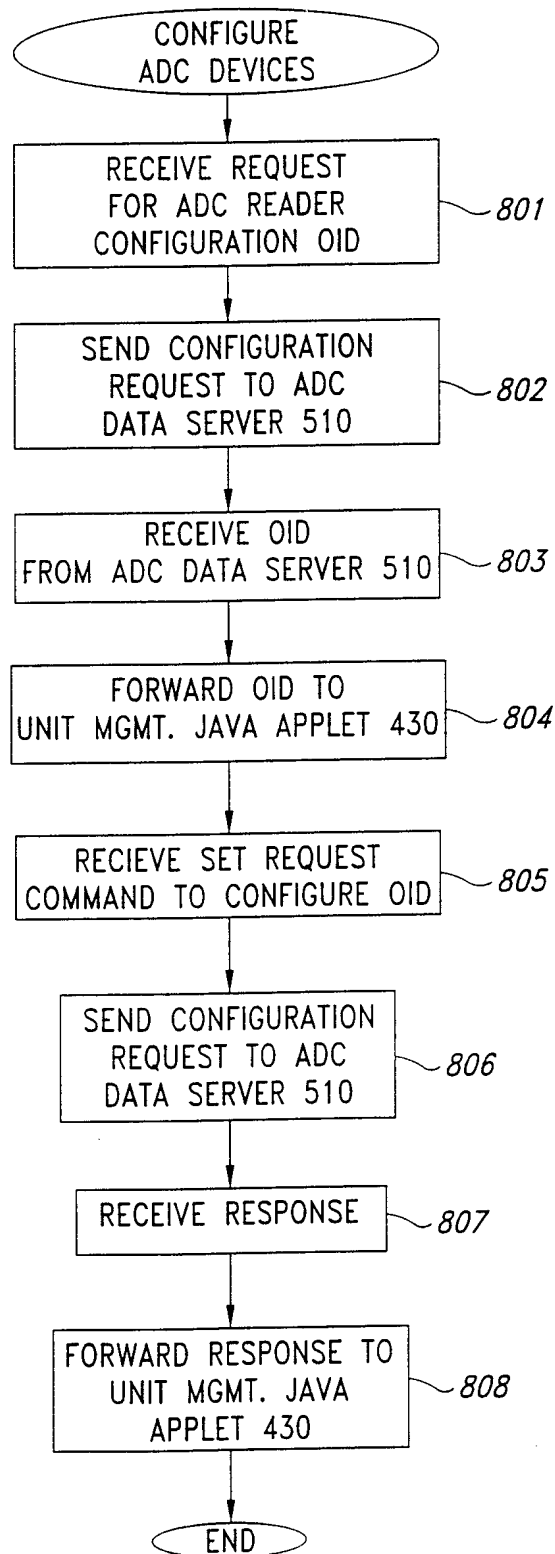 CONFIGURE
ADC DEVICES
RECEIVE REQUEST
FOR ADC READER
CONFIGURATION OID
801
SEND CONFIGURATION
REQUEST TO ADC
DATA SERVER 510
802
RECEIVE OID
FROM ADC DATA SERVER 510
803
FORWARD OID TO
UNIT MGMT. JAVA APPLET 430
804
RECIEVE SET REQUEST
COMMAND TO CONFIGURE OID
805
SEND CONFIGURATION
REQUEST TO ADC
DATA SERVER 510
806
RECEIVE RESPONSE
807
FORWARD RESPONSE TO
UNIT MGMT. JAVA
APPLET 430
808
END